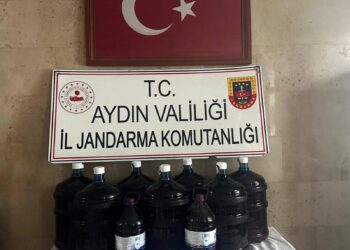 T.C.
AYDIN VALİLİĞİ
İL JANDARMA KOMUTANLIĞI